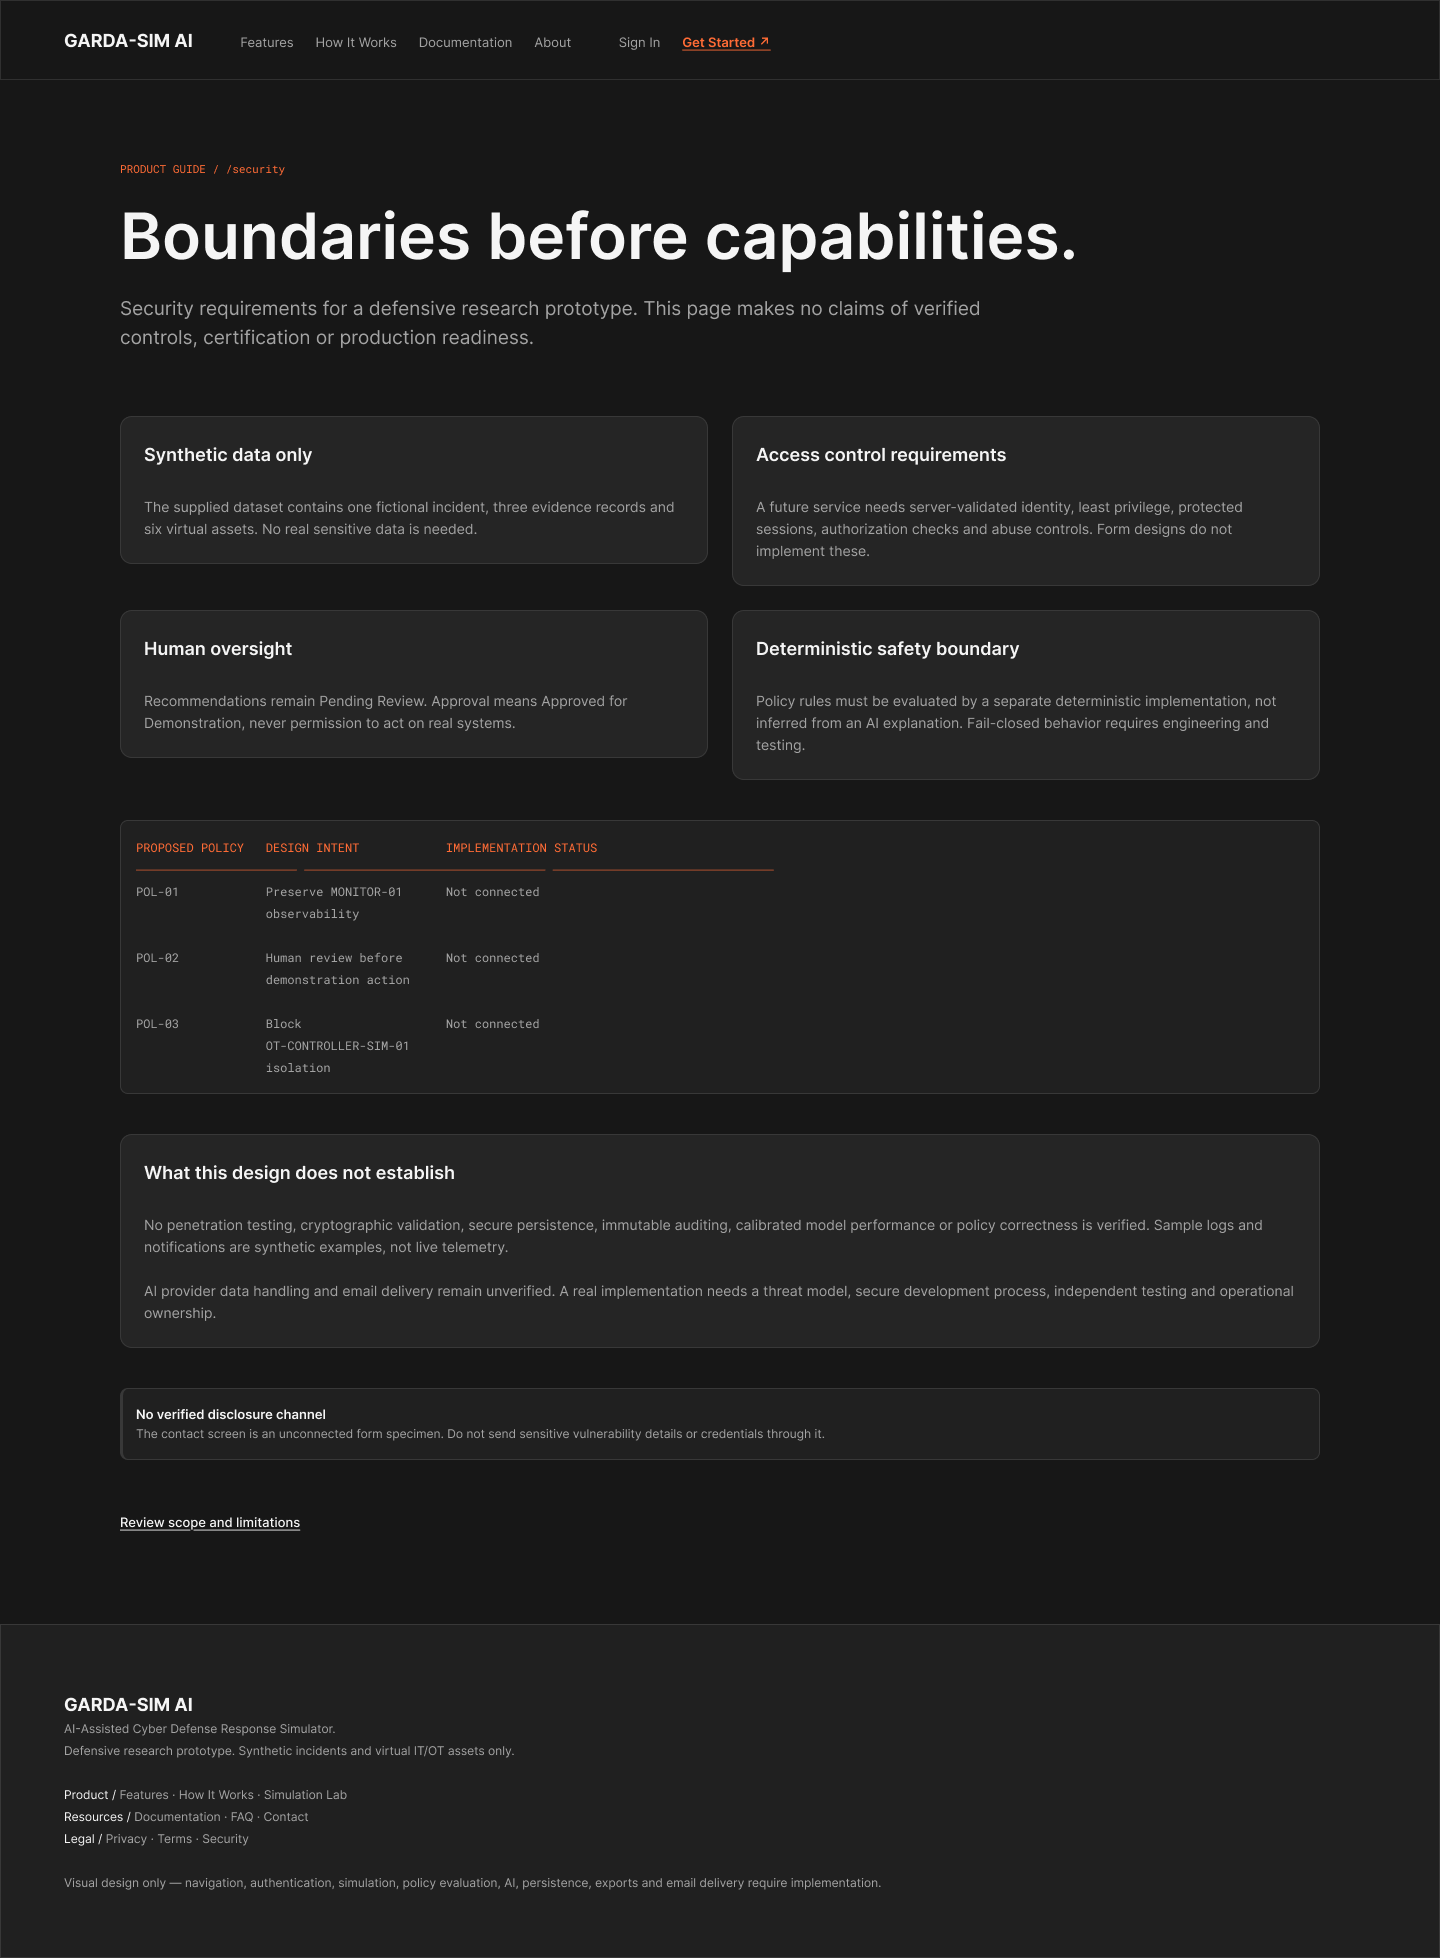 GARDA-SIM AI Features How It Works Documentation About Sign In Get Started ↗
PRODUCT GUIDE / /security
Boundaries before capabilities.
Security requirements for a defensive research prototype. This page makes no claims of verified
controls, certification or production readiness.
Synthetic data only
The supplied dataset contains one fictional incident, three evidence records and
six virtual assets. No real sensitive data is needed.
Access control requirements
A future service needs server-validated identity, least privilege, protected
sessions, authorization checks and abuse controls. Form designs do not
implement these.
Human oversight
Recommendations remain Pending Review. Approval means Approved for
Demonstration, never permission to act on real systems.
Deterministic safety boundary
Policy rules must be evaluated by a separate deterministic implementation, not
inferred from an AI explanation. Fail-closed behavior requires engineering and
testing.
PROPOSED POLICY DESIGN INTENT IMPLEMENTATION STATUS
POL-01 Preserve MONITOR-01 Not connected
observability
POL-02 Human review before Not connected
demonstration action
POL-03 Block Not connected
OT-CONTROLLER-SIM-01
isolation
What this design does not establish
No penetration testing, cryptographic validation, secure persistence, immutable auditing, calibrated model performance or policy correctness is verified. Sample logs and
notifications are synthetic examples, not live telemetry.
AI provider data handling and email delivery remain unverified. A real implementation needs a threat model, secure development process, independent testing and operational
ownership.
No verified disclosure channel
The contact screen is an unconnected form specimen. Do not send sensitive vulnerability details or credentials through it.
Review scope and limitations
GARDA-SIM AI
AI-Assisted Cyber Defense Response Simulator.
Defensive research prototype. Synthetic incidents and virtual IT/OT assets only.
Product / Features · How It Works · Simulation Lab
Resources / Documentation · FAQ · Contact
Legal / Privacy · Terms · Security
Visual design only — navigation, authentication, simulation, policy evaluation, AI, persistence, exports and email delivery require implementation.